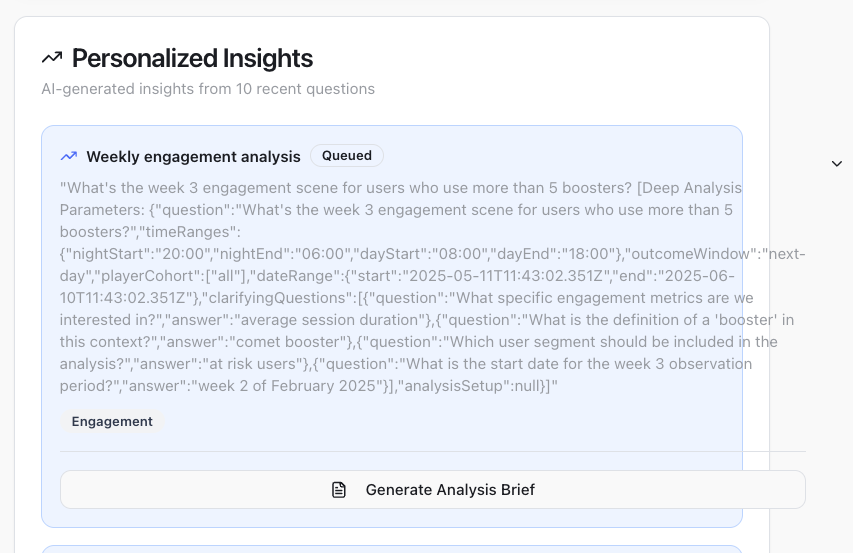 Personalized Insights
AI-generated insights from 10 recent questions
Weekly engagement analysis Queued
"What's the week 3 engagement scene for users who use more than 5 boosters? [Deep Analysis
Parameters: {"question":"What's the week 3 engagement scene for users who use more than 5
boosters?","timeRanges":
{"nightStart":"20:00","nightEnd":"06:00","dayStart":"08:00","dayEnd":"18:00"},"outcomeWindow":"next-
day","playerCohort":["all"],"dateRange":{"start":"2025-05-11T11:43:02.351Z","end":"2025-06-
10T11:43:02.351Z"},"clarifyingQuestions":[{"question":"What specific engagement metrics are we
interested in?","answer":"average session duration"},{"question":"What is the definition of a 'booster' in
this context?","answer":"comet booster"},{"question":"Which user segment should be included in the
analysis?","answer":"at risk users"},{"question":"What is the start date for the week 3 observation
period?","answer":"week 2 of February 2025"}],"analysisSetup":null}]"
Engagement
Generate Analysis Brief